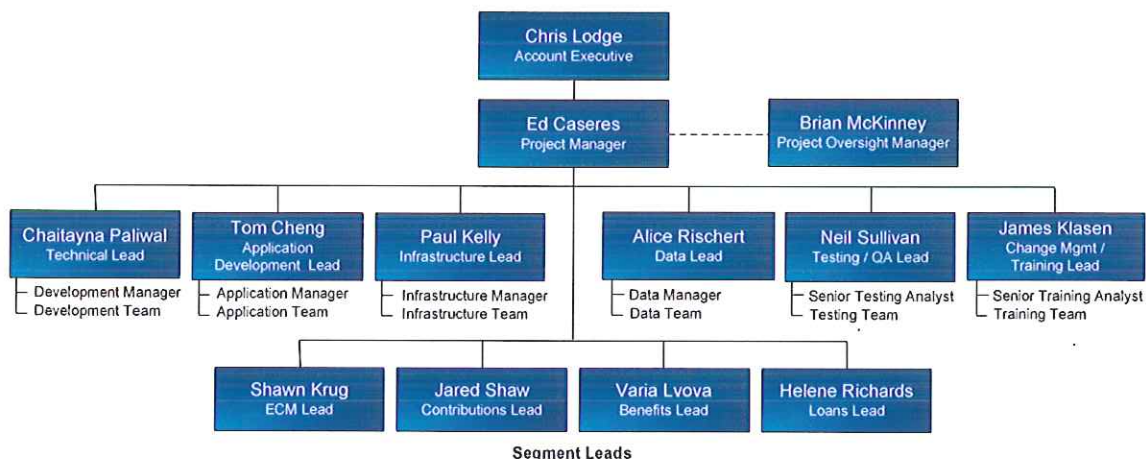 Chris Lodge
Account Executive
Ed Caseres
Project Manager
Brian McKinney
Project Oversight Manager
Chaitayna Paliwal
Technical Lead
Development Manager
Development Team
Tom Cheng
Application
Development Lead
Application Manager
Application Team
Paul Kelly
Infrastructure Lead
Infrastructure Manager
Infrastructure Team
Alice Rischert
Data Lead
Data Manager
Data Team
Neil Sullivan
Testing / QA Lead
Senior Testing Analyst
Testing Team
James Klasen
Change Mgmt /
Training Lead
Senior Training Analyst
Training Team
Shawn Krug
ECM Lead
Jared Shaw
Contributions Lead
Varia Lvova
Benefits Lead
Helene Richards
Loans Lead
Segment Leads